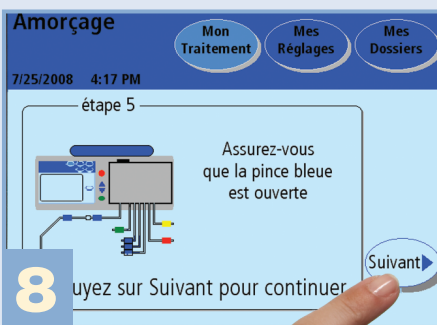 Amorçage
Mon
Traitement
Mes
Réglages
Mes
Dossiers
7/25/2008 4:17 PM
étape 5
Assurez-vous
que la pince bleue
est ouverte
Suivant
8
uyez sur Suivant pour continuer